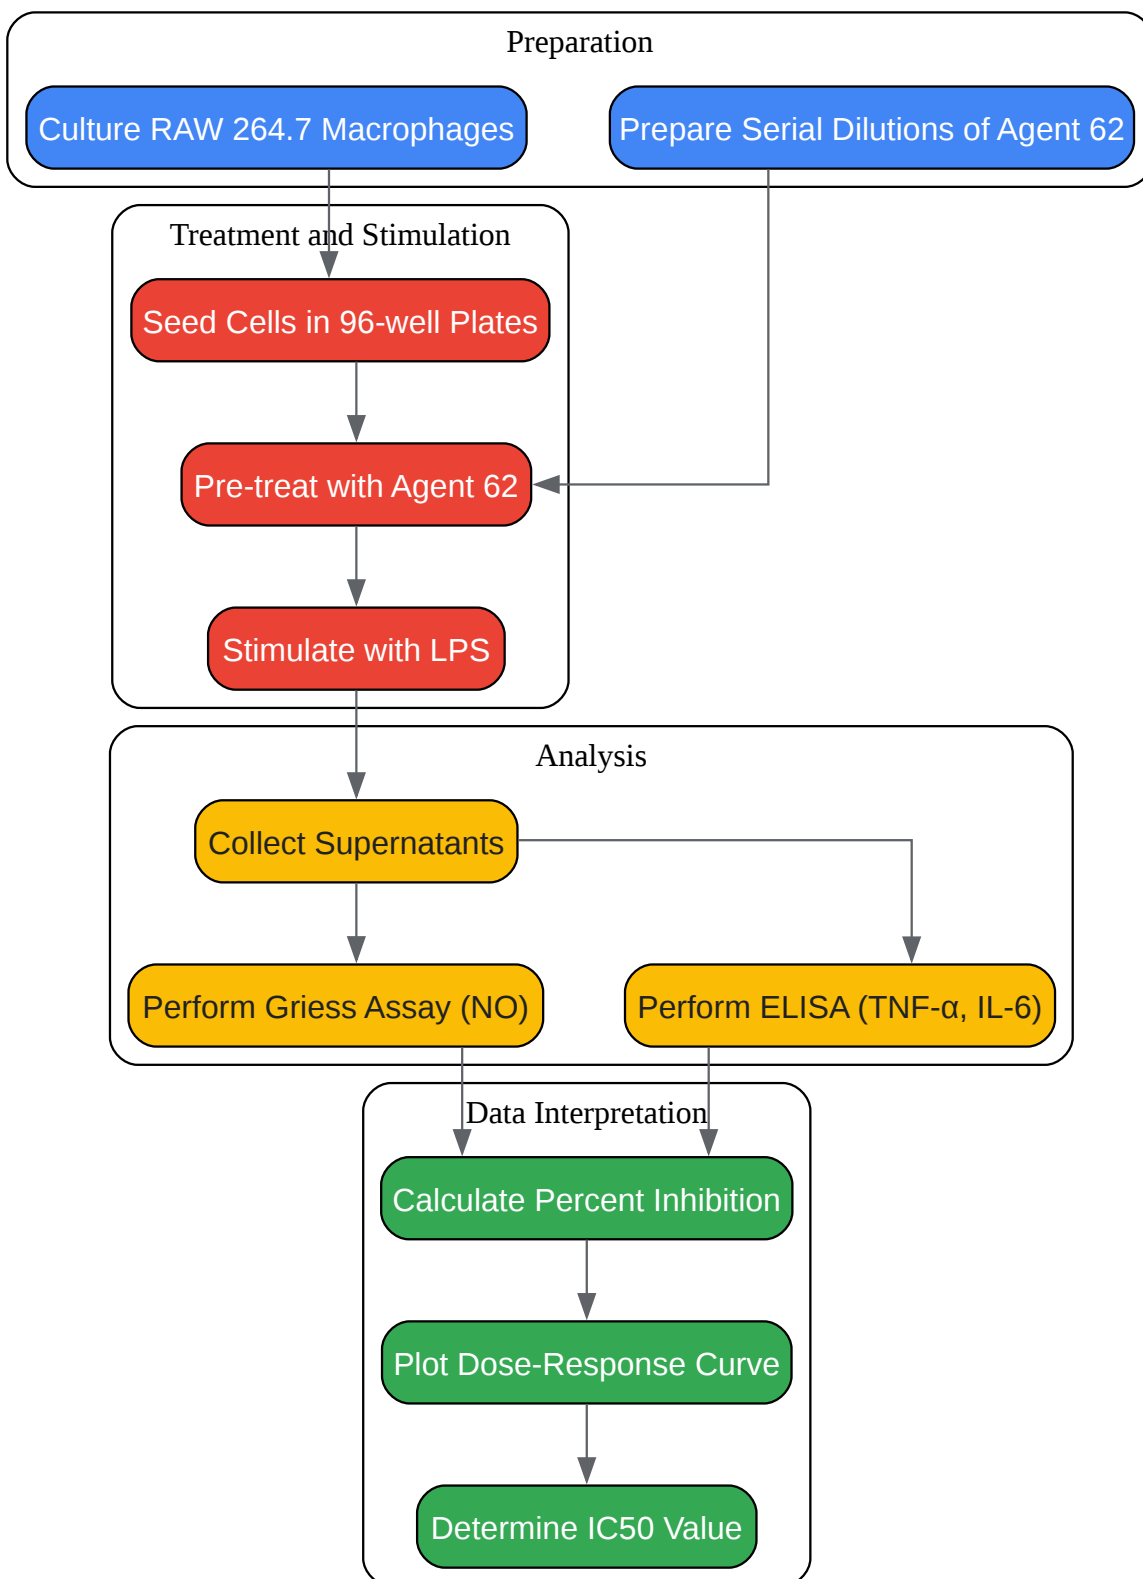 Preparation
Culture RAW 264.7 Macrophages
Prepare Serial Dilutions of Agent 62
Treatment and Stimulation
Seed Cells in 96-well Plates
Pre-treat with Agent 62
Stimulate with LPS
Analysis
Collect Supernatants
Perform Griess Assay (NO)
Perform ELISA (TNF-α, IL-6)
Data Interpretation
Calculate Percent Inhibition
Plot Dose-Response Curve
Determine IC50 Value